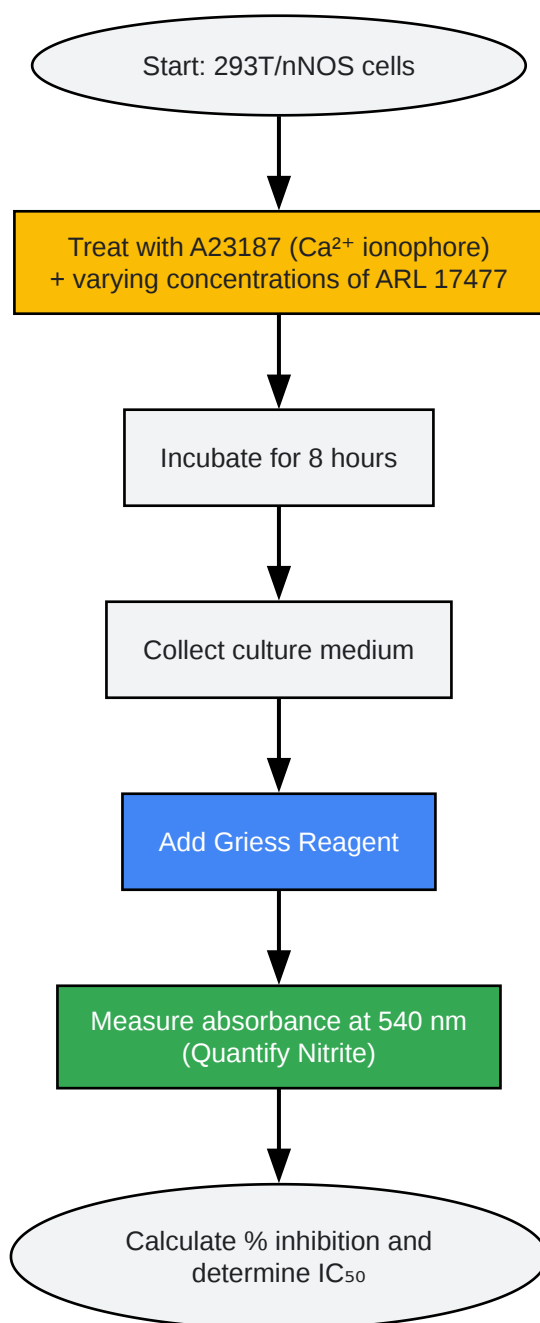 Start: 293T/nNOS cells
Treat with A23187 (Ca²⁺ ionophore)
+ varying concentrations of ARL 17477
Incubate for 8 hours
Collect culture medium
Add Griess Reagent
Measure absorbance at 540 nm
(Quantify Nitrite)
Calculate % inhibition and
determine IC₅₀